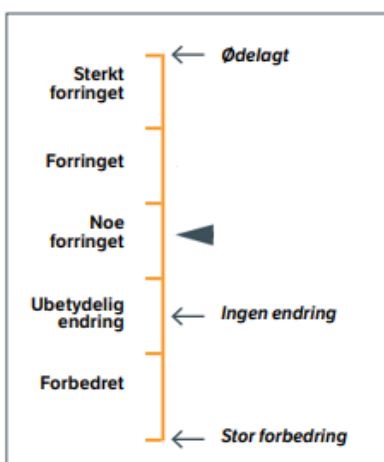 Ødelagt
Sterkt
forringet
Forringet
Noe
forringet
Ubetydelig
endring
Ingen endring
Forbedret
Stor forbedring